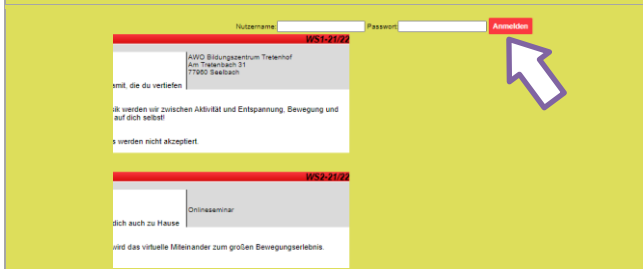 Nutzername: Passwort: Anmelden
WS1-21/22
AWO Bildungszentrum Tretenhof
Am Tretenbach 31
77960 Seelbach
amit, die du vertiefen
sik werden wir zwischen Aktivität und Entspannung, Bewegung und
auf dich selbst!
s werden nicht akzeptiert.
WS2-21/22
Onlineseminar
dich auch zu Hause
wird das virtuelle Miteinander zum großen Bewegungserlebnis.